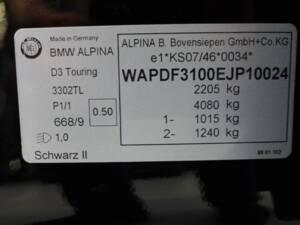 Made in Germany
BMW ALPINA
D3 Touring
3302TL
P1/1
668/9
0.50
1,0
Schwarz II
ALPINA B. Bovensiepen GmbH+Co.KG
e1*KS07/46*0034*
WAPDF3100EJP10024
2205 kg
4080 kg
1- 1015 kg
2- 1240 kg